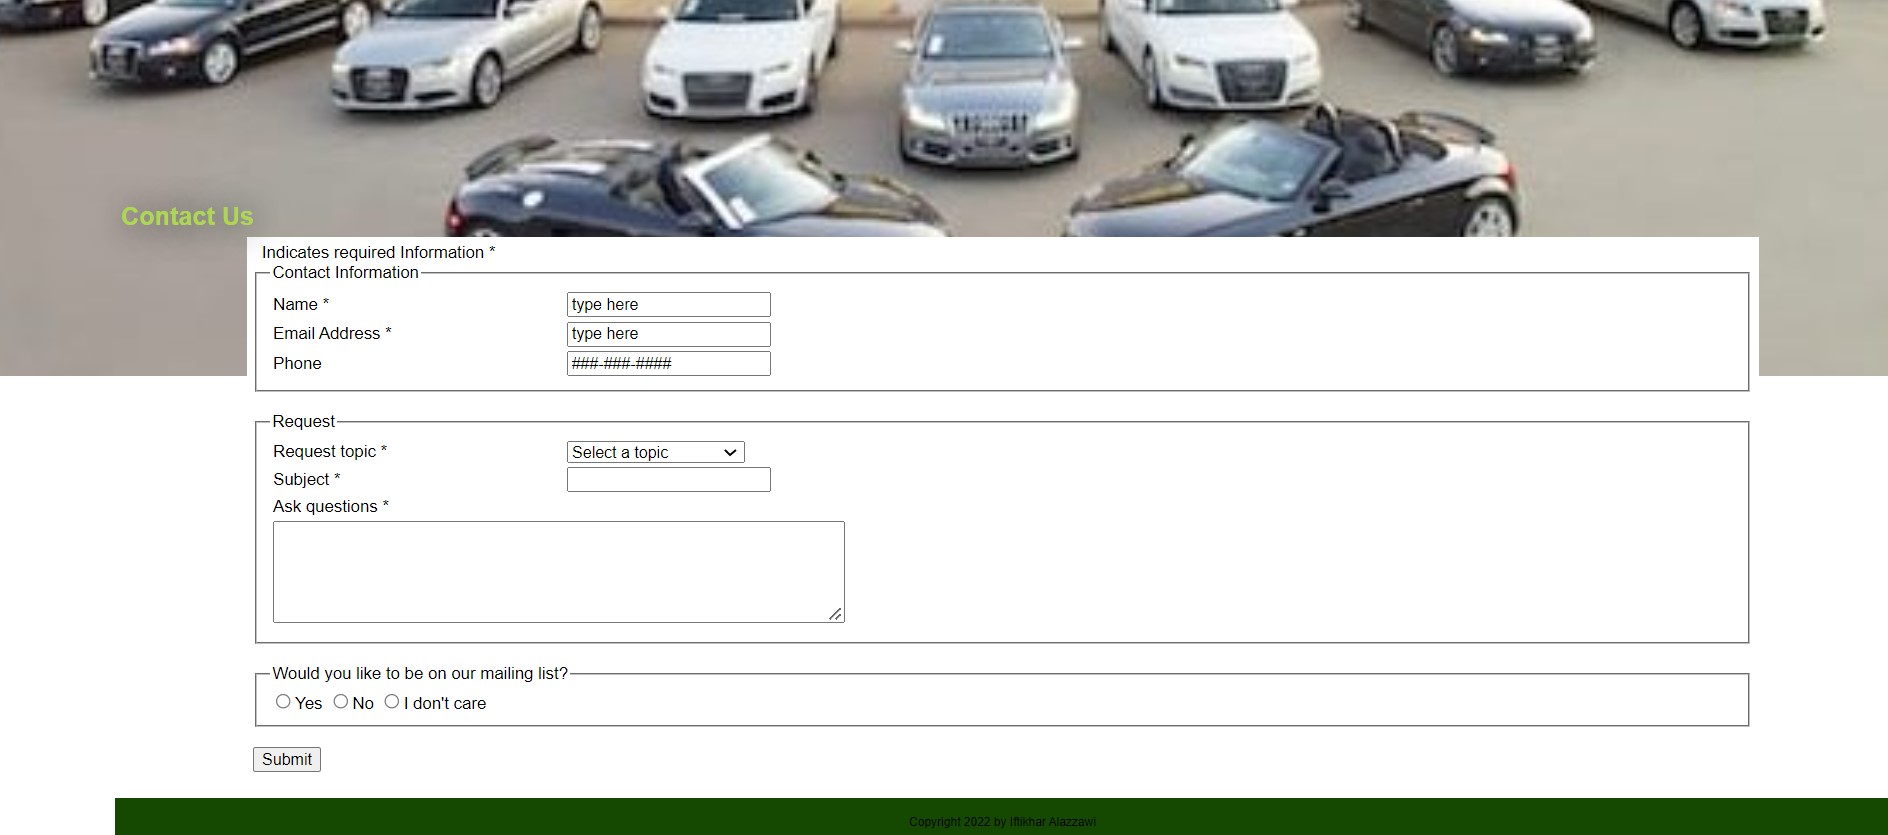 Contact Us
Indicates required Information *
Contact Information
Name * type here
Email Address * type here
Phone ###-###-####
Request
Request topic * Select a topic
Subject *
Ask questions *
Would you like to be on our mailing list?
Yes No I don't care
Submit
Copyright 2022 by Iftikhar Alazzawi